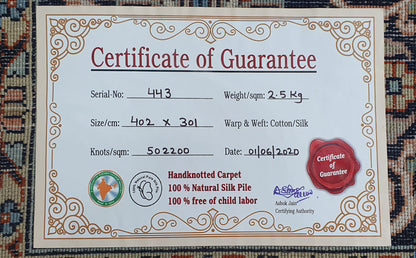 Certificate of Guarantee
Serial-No: 443 Weight/sqm: 2.5 Kg
Size/cm: 402 x 301 Warp & Weft: Cotton/Silk
Knots/sqm: 502200 Date: 01/06/2020
Handknotted Carpet
100 % Natural Silk Pile
100 % free of child labor
Certificate
of
Guarantee
Ashok Jain
Certifying Authority